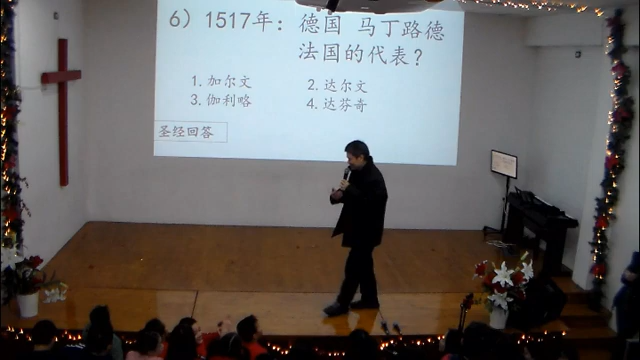 6) 1517年：德国 马丁路德
法国的代表？
1.加尔文 2.达尔文
3.伽利略 4.达芬奇
圣经回答